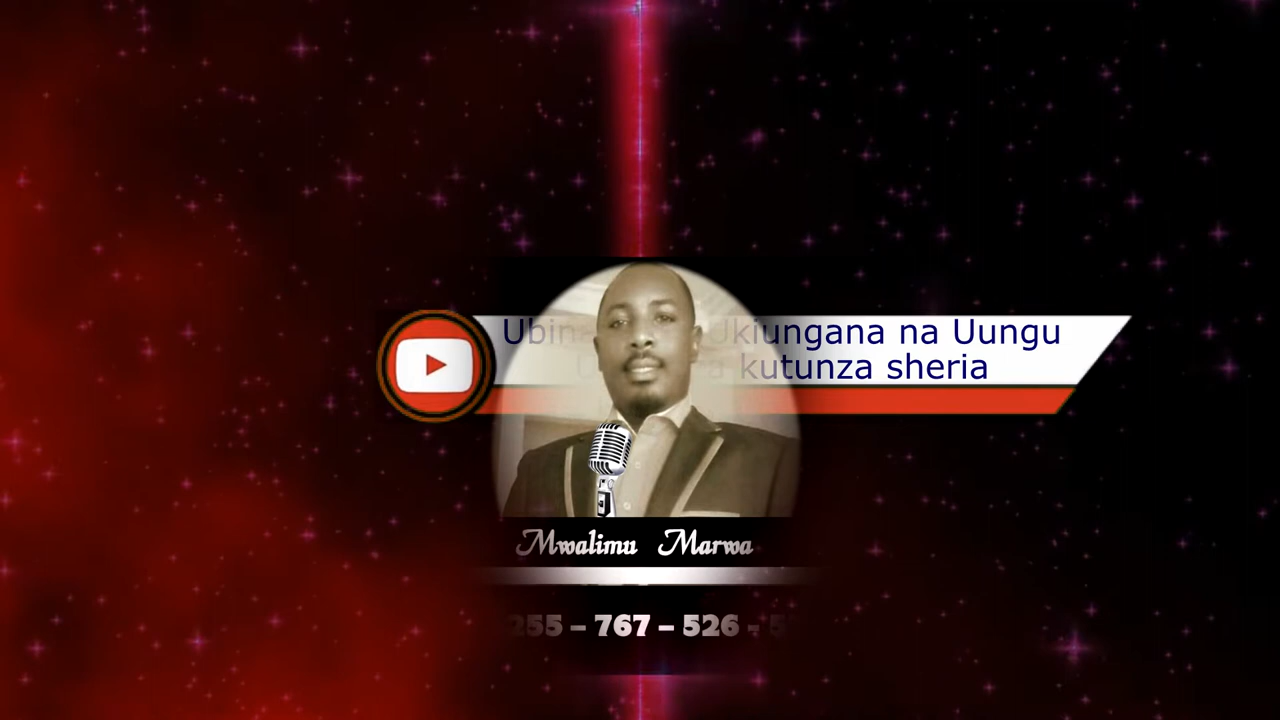 Ukiungana na Uungu
kutunza sheria
Mwalimu Marwa
255 – 767 – 526 –